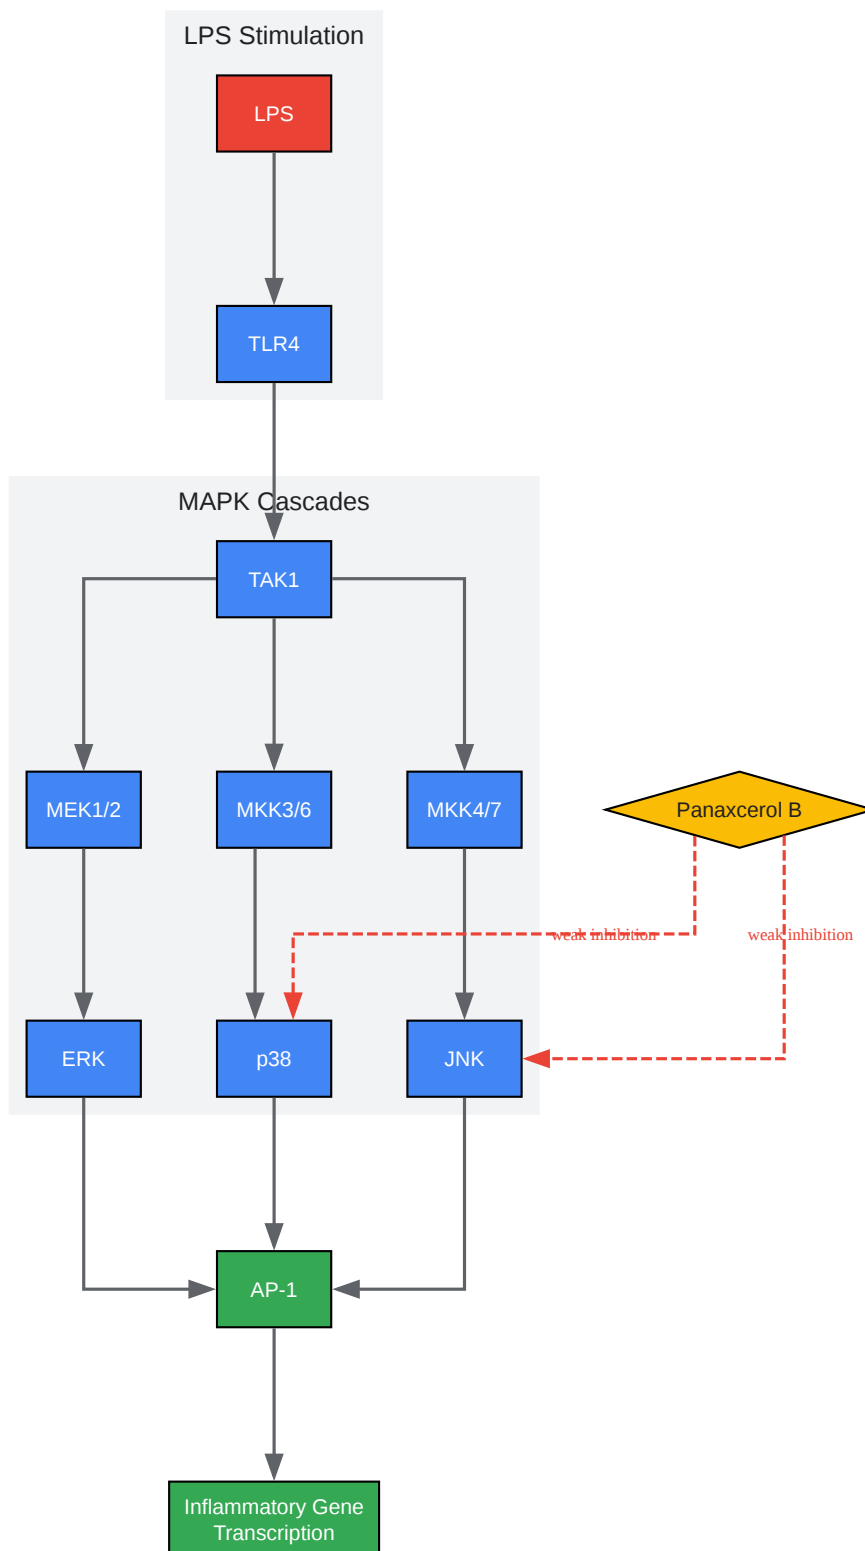 LPS Stimulation
LPS
TLR4
MAPK Cascades
TAK1
MEK1/2
MKK3/6
MKK4/7
Panaxcerol B
weak inhibition
weak inhibition
ERK
p38
JNK
AP-1
Inflammatory Gene
Transcription